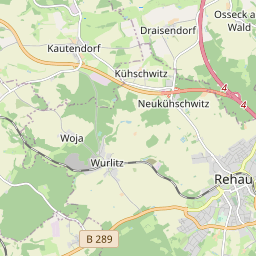 Osseck a
Wald
Draisendorf
Kautendorf
Kühschwitz
4
Neukühschwitz
4
Woja
Wurlitz
Rehau
B 289